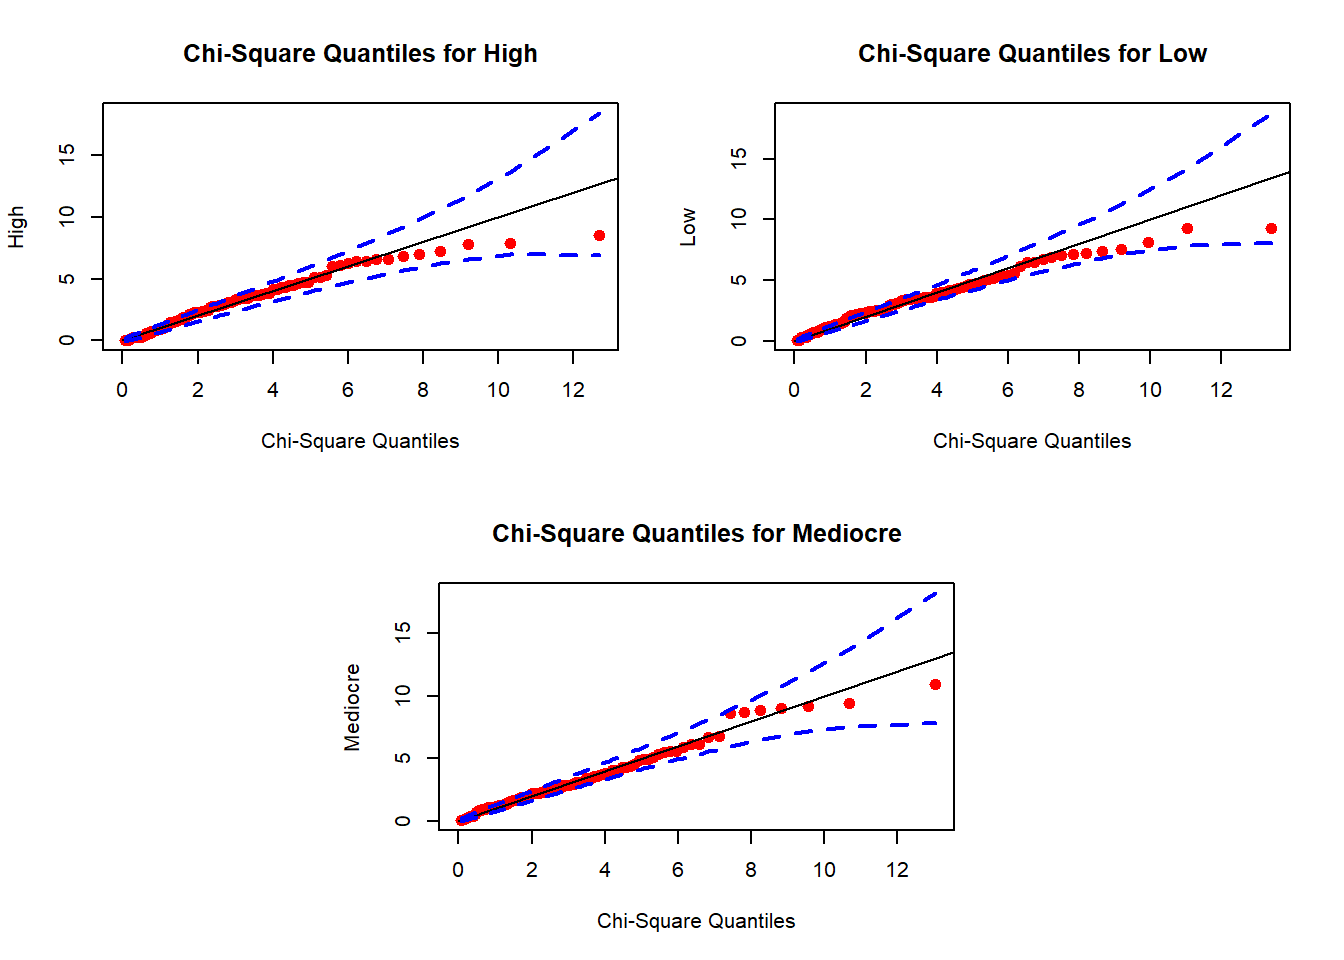 Chi-Square Quantiles for High
High
15
10
5
0
0 2 4 6 8 10 12
Chi-Square Quantiles
Chi-Square Quantiles for Low
Low
15
10
5
0
0 2 4 6 8 10 12
Chi-Square Quantiles
Chi-Square Quantiles for Mediocre
Mediocre
15
10
5
0
0 2 4 6 8 10 12
Chi-Square Quantiles